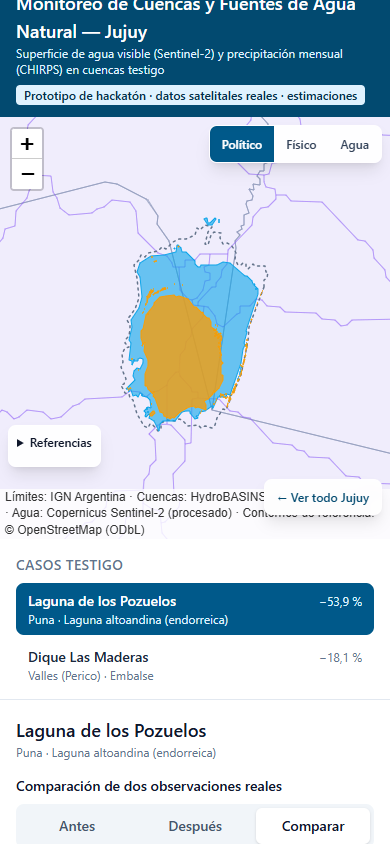 Monitoreo de Cuencas y Fuentes de Agua
Natural — Jujuy
Superficie de agua visible (Sentinel-2) y precipitación mensual
(CHIRPS) en cuencas testigo
Prototipo de hackatón · datos satelitales reales · estimaciones
+
−
Político
Físico
Agua
▶ Referencias
Límites: IGN Argentina · Cuencas: HydroBASINS
← Ver todo Jujuy
· Agua: Copernicus Sentinel-2 (procesado) ·
© OpenStreetMap (ODbL)
CASOS TESTIGO
Laguna de los Pozuelos
−53,9 %
Puna · Laguna altoandina (endorreica)
Dique Las Maderas
−18,1 %
Valles (Perico) · Embalse
Laguna de los Pozuelos
Puna · Laguna altoandina (endorreica)
Comparación de dos observaciones reales
Antes
Después
Comparar